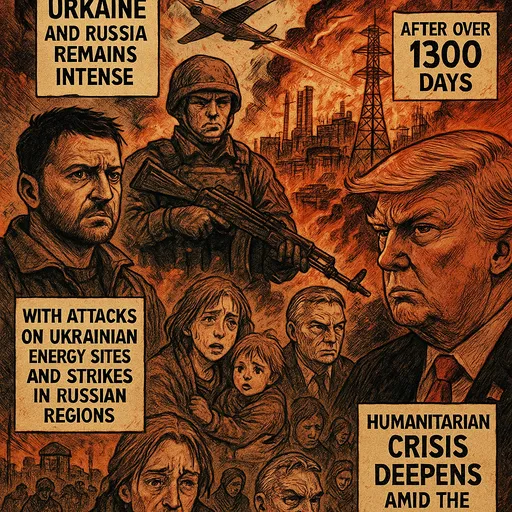 URKAINE
AND RUSSIA
REMAINS
INTENSE
AFTER OVER
1300
DAYS
WITH ATTACKS
ON UKRAINIAN
ENERGY SITES
AND STRIKES
IN RUSSIAN
REGIONS
HUMANITARIAN
CRISIS
DEEPENS
AMID THE